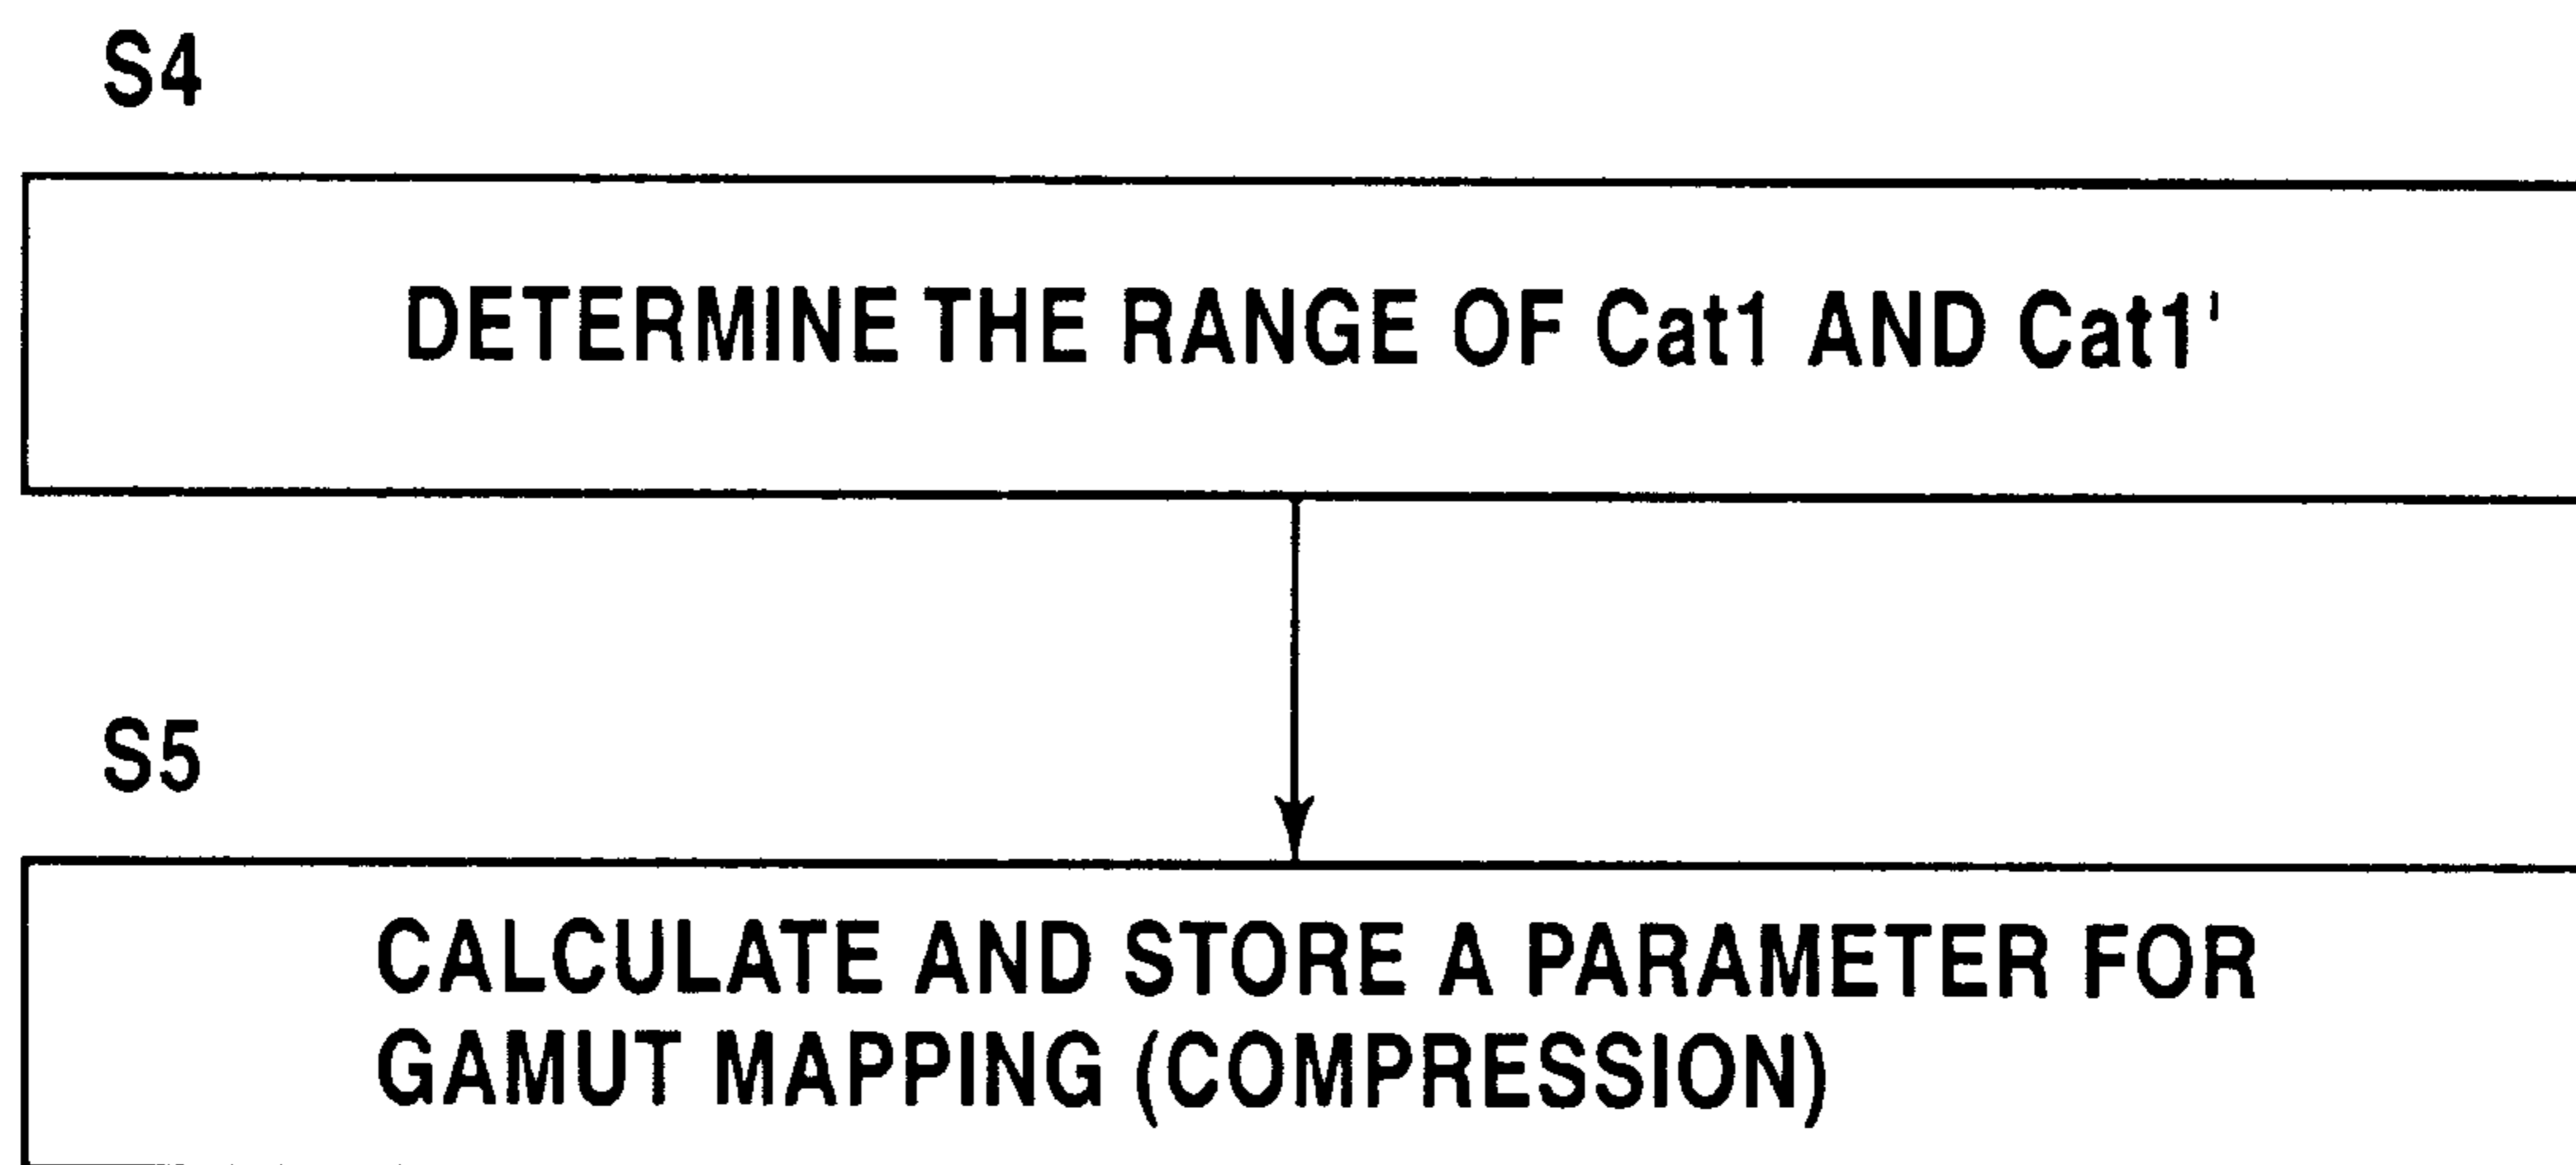 S4
DETERMINE THE RANGE OF Cat1 AND Cat1'
S5
CALCULATE AND STORE A PARAMETER FOR
GAMUT MAPPING (COMPRESSION)